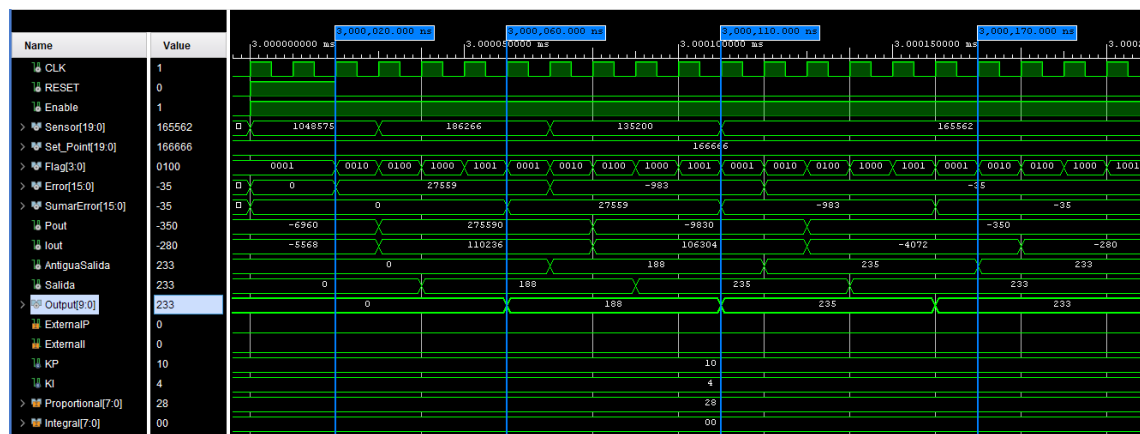 3,000,020.000 ns 3,000,060.000 ns 3,000,110.000 ns 3,000,170.000 ns
Name Value 3.000000000 ms 3.000050000 ms 3.000100000 ms 3.000150000 ms
CLK 1
RESET 0
Enable 1
Sensor[19:0] 165562 1048575 186266 135200 165562
Set_Point[19:0] 166666 166666
Flag[3:0] 0100 0001 0010 0100 1000 1001 0001 0010 0100 1000 1001 0001 0010 0100 1000 1001 0001 0010 0100 1000 1001
Error[15:0] -35 0 27559 -983 -35
SumarError[15:0] -35 0 27559 -983 -35
Pout -350 -6960 275590 -9830 -350
Iout -280 -5568 110236 106304 -4072 -280
AntiguaSalida 233 0 188 235 233
Salida 233 0 188 235 233
Output[9:0] 233 0 188 235 233
ExternalP 0
ExternalI 0
KP 10 10
KI 4 4
Proportional[7:0] 28 28
Integral[7:0] 00 00